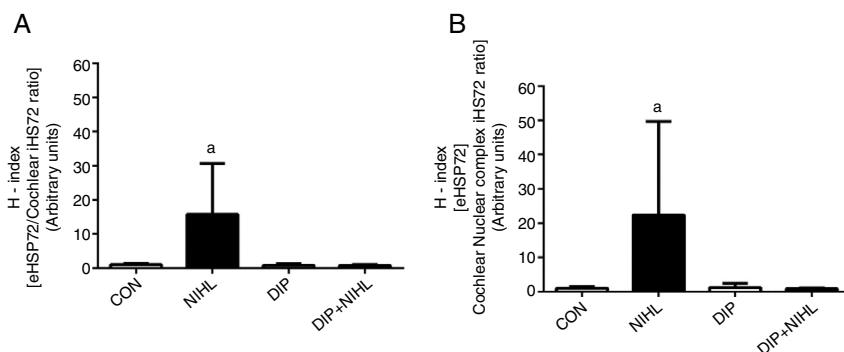 A
H - index
[eHSP72/Cochlear iHS72 ratio]
(Arbitrary units)
60
50
40
30
20
10
0
a
CON
NIHL
DIP
DIP+NIHL
B
H - index
[eHSP72]
Cochlear Nuclear complex iHS72 ratio]
(Arbitrary units)
60
50
40
30
20
10
0
a
CON
NIHL
DIP
DIP+NIHL